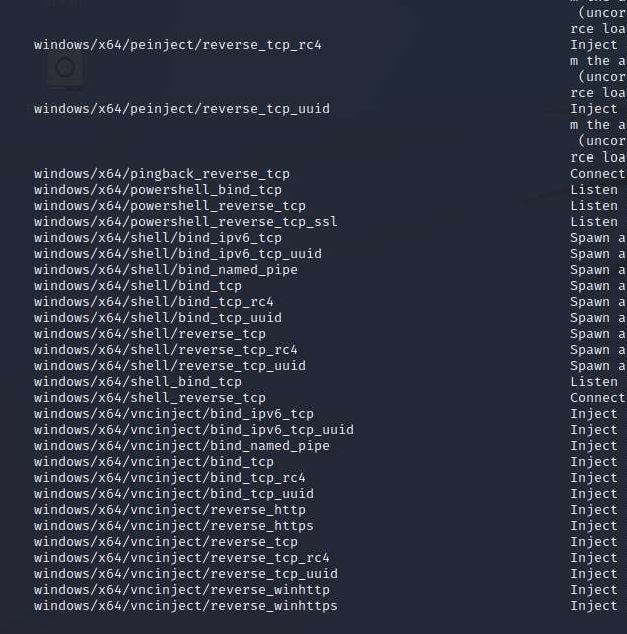 m the a
(uncor
rce loa
windows/x64/peinject/reverse_tcp_rc4 Inject
m the a
(uncor
rce loa
windows/x64/peinject/reverse_tcp_uuid Inject
m the a
(uncor
rce loa
windows/x64/pingback_reverse_tcp Connect
windows/x64/powershell_bind_tcp Listen
windows/x64/powershell_reverse_tcp Listen
windows/x64/powershell_reverse_tcp_ssl Listen
windows/x64/shell/bind_ipv6_tcp Spawn a
windows/x64/shell/bind_ipv6_tcp_uuid Spawn a
windows/x64/shell/bind_named_pipe Spawn a
windows/x64/shell/bind_tcp Spawn a
windows/x64/shell/bind_tcp_rc4 Spawn a
windows/x64/shell/bind_tcp_uuid Spawn a
windows/x64/shell/reverse_tcp Spawn a
windows/x64/shell/reverse_tcp_rc4 Spawn a
windows/x64/shell/reverse_tcp_uuid Spawn a
windows/x64/shell_bind_tcp Listen
windows/x64/shell_reverse_tcp Connect
windows/x64/vncinject/bind_ipv6_tcp Inject
windows/x64/vncinject/bind_ipv6_tcp_uuid Inject
windows/x64/vncinject/bind_named_pipe Inject
windows/x64/vncinject/bind_tcp Inject
windows/x64/vncinject/bind_tcp_rc4 Inject
windows/x64/vncinject/bind_tcp_uuid Inject
windows/x64/vncinject/reverse_http Inject
windows/x64/vncinject/reverse_https Inject
windows/x64/vncinject/reverse_tcp Inject
windows/x64/vncinject/reverse_tcp_rc4 Inject
windows/x64/vncinject/reverse_tcp_uuid Inject
windows/x64/vncinject/reverse_winhttp Inject
windows/x64/vncinject/reverse_winhttps Inject